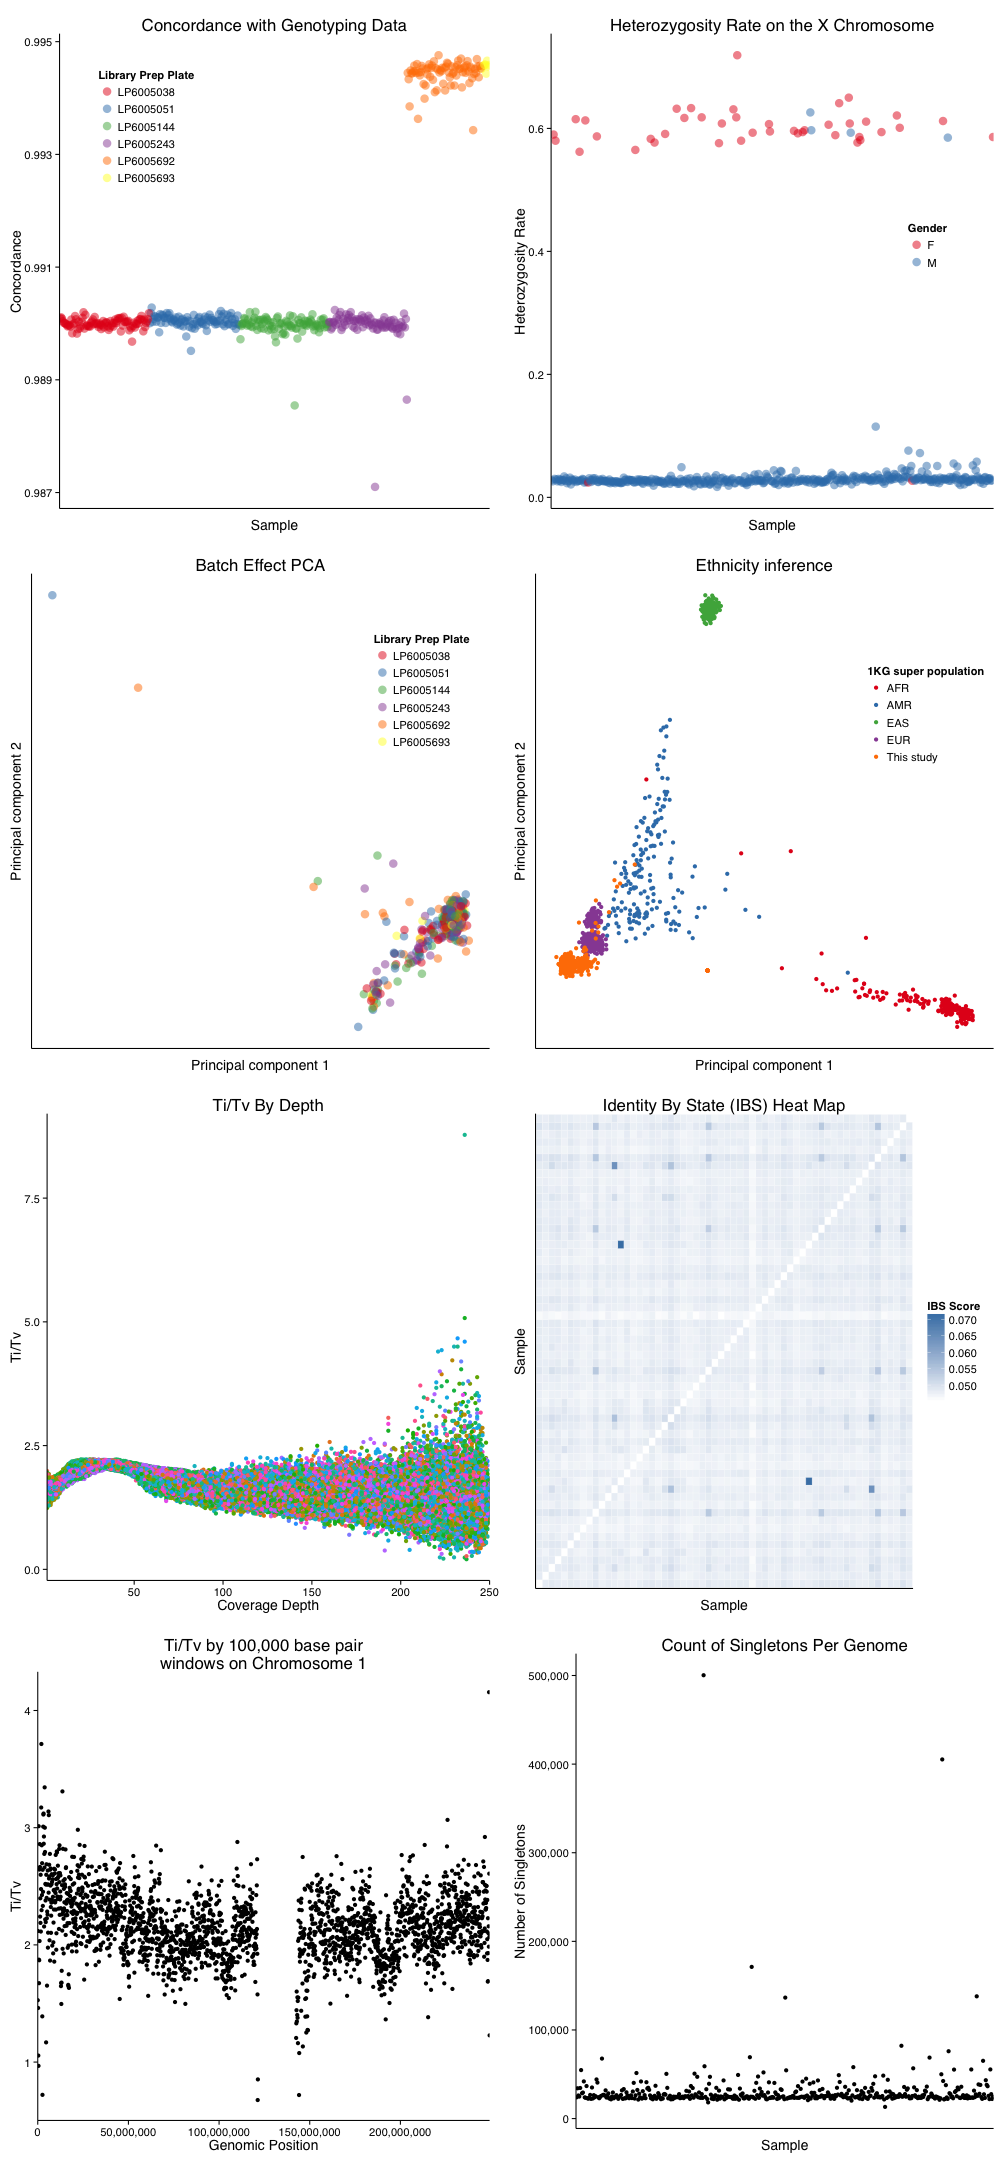 Concordance with Genotyping Data
0.995
0.993
0.991
0.989
0.987
Concordance
Library Prep Plate
LP6005038
LP6005051
LP6005144
LP6005243
LP6005692
LP6005693
Sample
Heterozygosity Rate on the X Chromosome
0.6
0.4
0.2
0.0
Heterozygosity Rate
Gender
F
M
Sample
Batch Effect PCA
Principal component 2
Library Prep Plate
LP6005038
LP6005051
LP6005144
LP6005243
LP6005692
LP6005693
Principal component 1
Ethnicity inference
Principal component 2
1KG super population
AFR
AMR
EAS
EUR
This study
Principal component 1
Ti/Tv By Depth
7.5
5.0
2.5
0.0
Ti/Tv
50 100 150 200 250
Coverage Depth
Identity By State (IBS) Heat Map
Sample
IBS Score
0.070
0.065
0.060
0.055
0.050
Sample
Ti/Tv by 100,000 base pair
windows on Chromosome 1
4
3
2
1
Ti/Tv
0 50,000,000 100,000,000 150,000,000 200,000,000
Genomic Position
Count of Singletons Per Genome
500,000
400,000
300,000
200,000
100,000
0
Number of Singletons
Sample